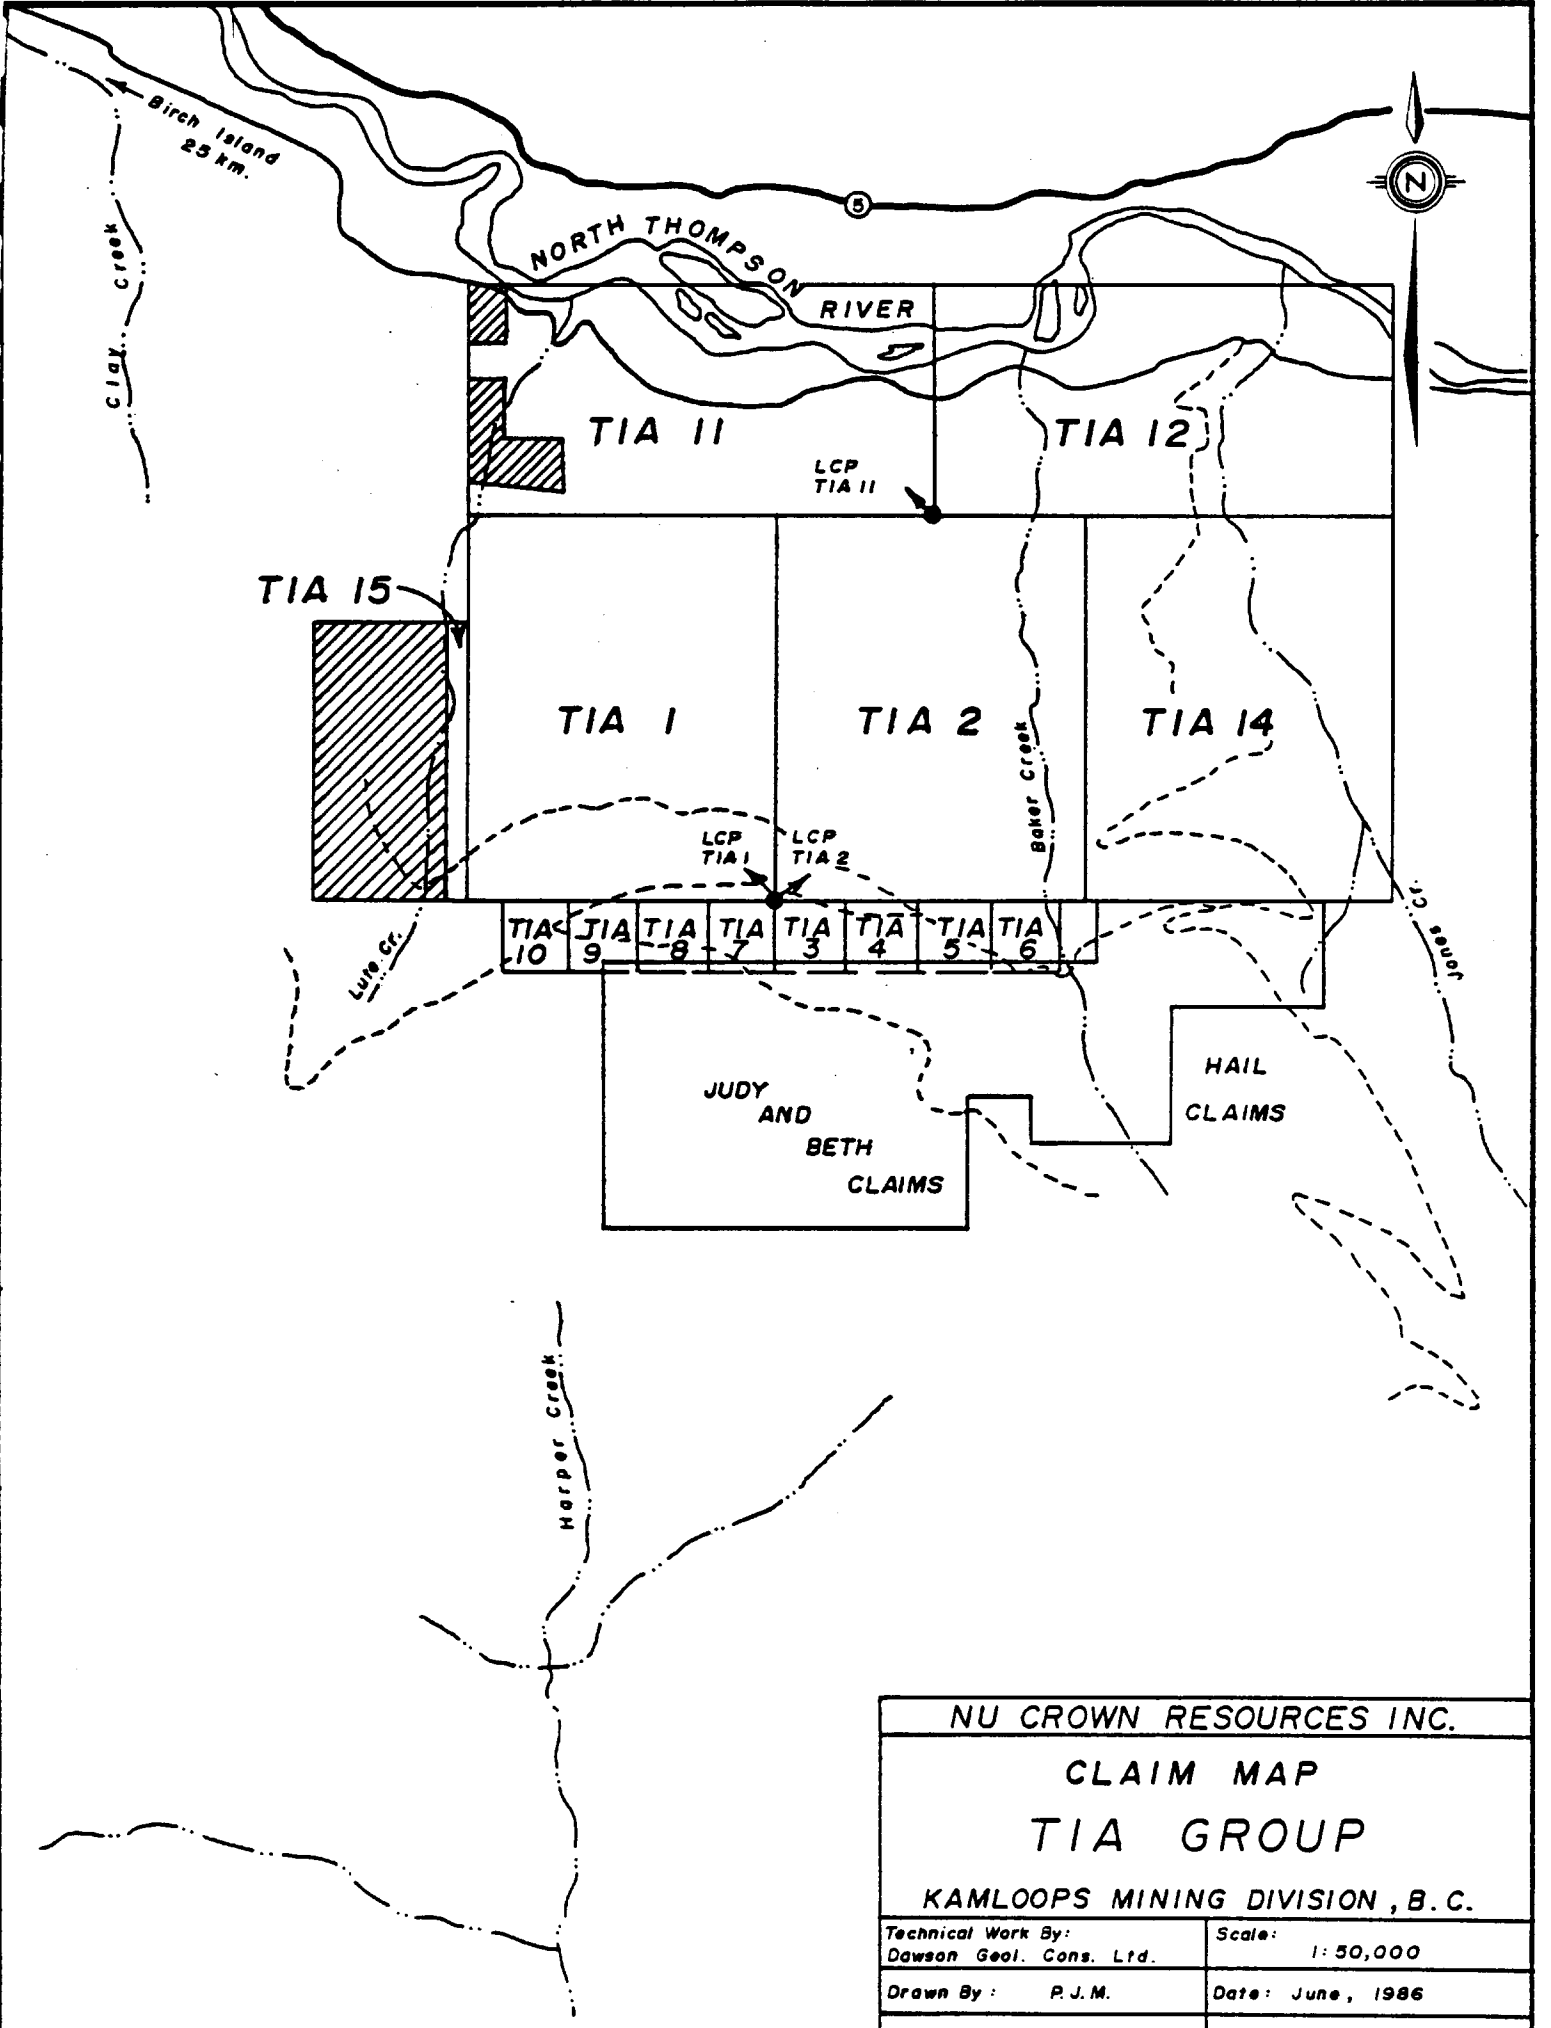 Birch Island
25 km.
Clay Creek
5
N
NORTH THOMPSON
RIVER
TIA 11
TIA 12
LCP
TIA 11
TIA 15
TIA 1
TIA 2
TIA 14
Baker Creek
LCP
TIA 1
LCP
TIA 2
Jones Cr.
Lute Cr.
TIA
10
TIA
9
TIA
8
TIA
7
TIA
3
TIA
4
TIA
5
TIA
6
JUDY
AND
BETH
CLAIMS
HAIL
CLAIMS
Harper Creek
NU CROWN RESOURCES INC.
CLAIM MAP
TIA GROUP
KAMLOOPS MINING DIVISION, B.C.
Technical Work By:
Dawson Geol. Cons. Ltd.
Scale:
1:50,000
Drawn By: P.J.M.
Date: June, 1986